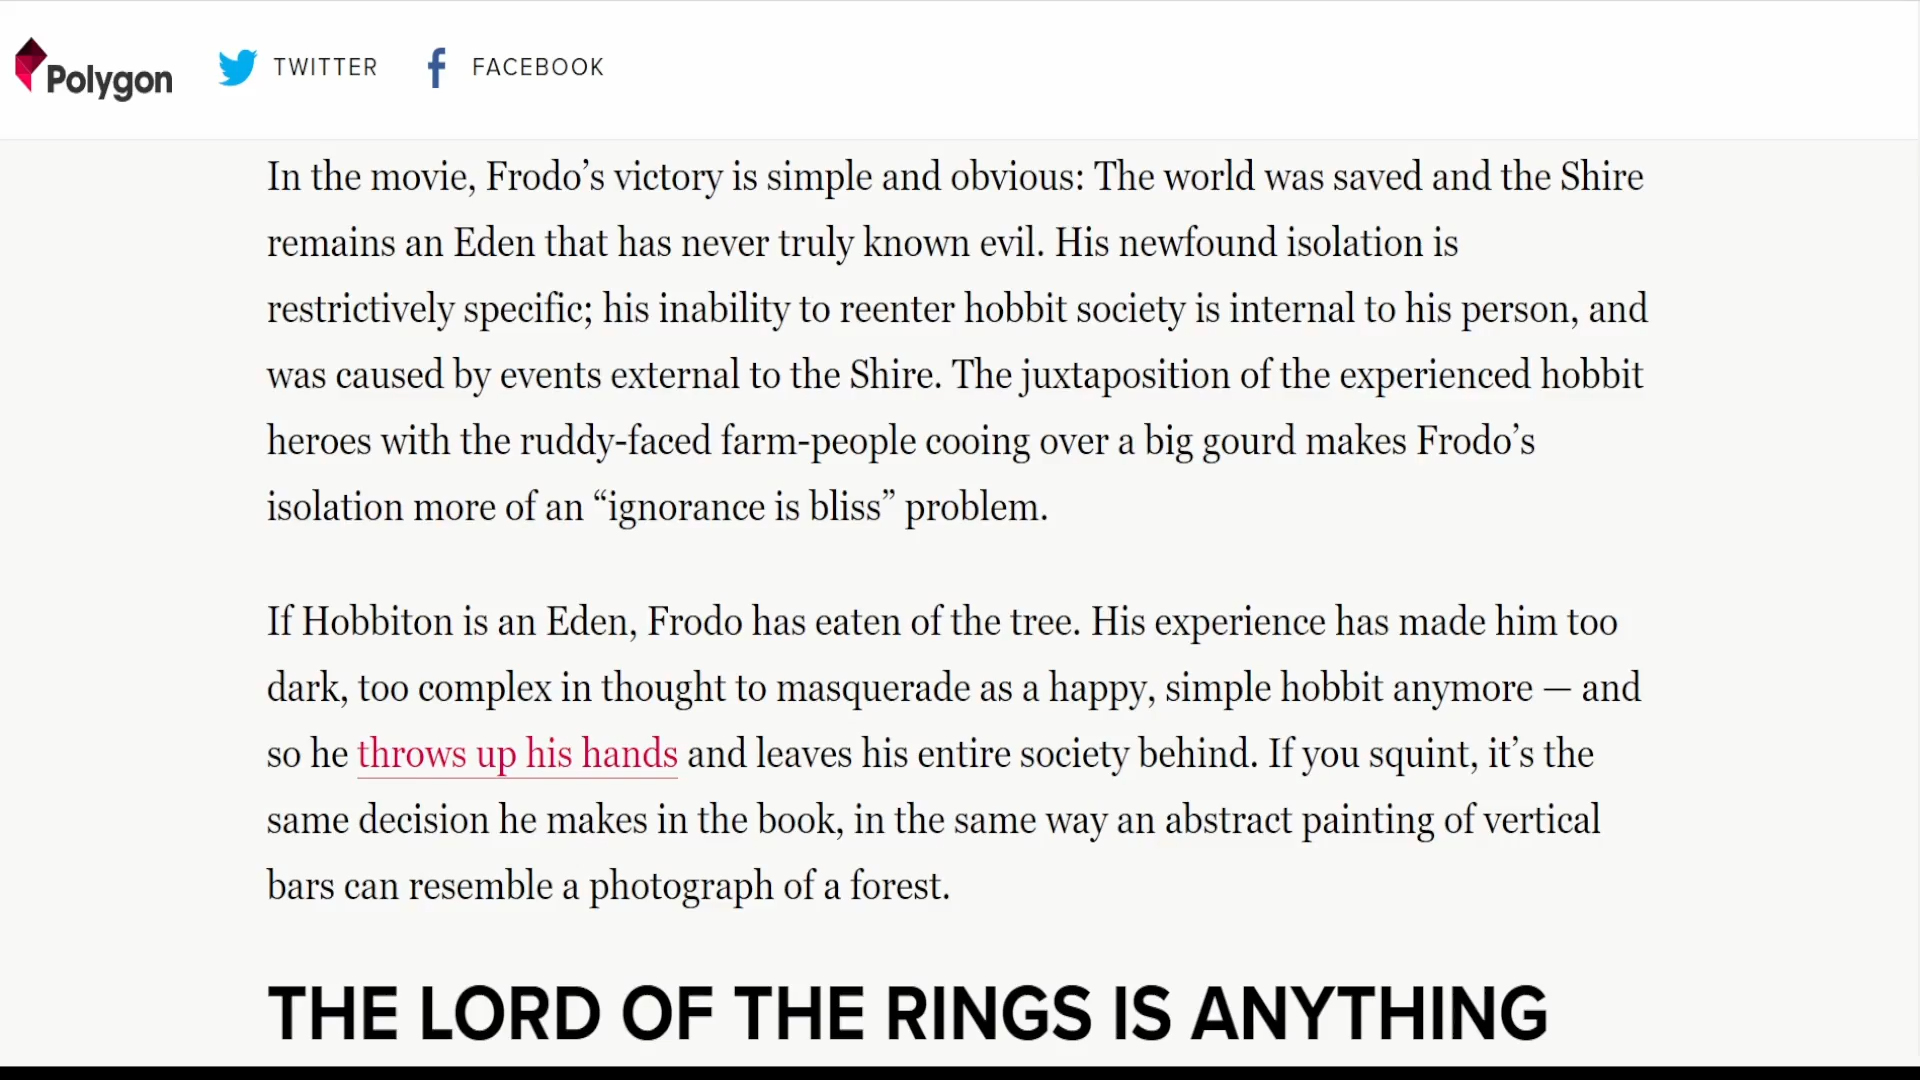 Polygon TWITTER FACEBOOK
In the movie, Frodo’s victory is simple and obvious: The world was saved and the Shire
remains an Eden that has never truly known evil. His newfound isolation is
restrictively specific; his inability to reenter hobbit society is internal to his person, and
was caused by events external to the Shire. The juxtaposition of the experienced hobbit
heroes with the ruddy-faced farm-people cooing over a big gourd makes Frodo’s
isolation more of an “ignorance is bliss” problem.
If Hobbiton is an Eden, Frodo has eaten of the tree. His experience has made him too
dark, too complex in thought to masquerade as a happy, simple hobbit anymore — and
so he throws up his hands and leaves his entire society behind. If you squint, it’s the
same decision he makes in the book, in the same way an abstract painting of vertical
bars can resemble a photograph of a forest.
THE LORD OF THE RINGS IS ANYTHING